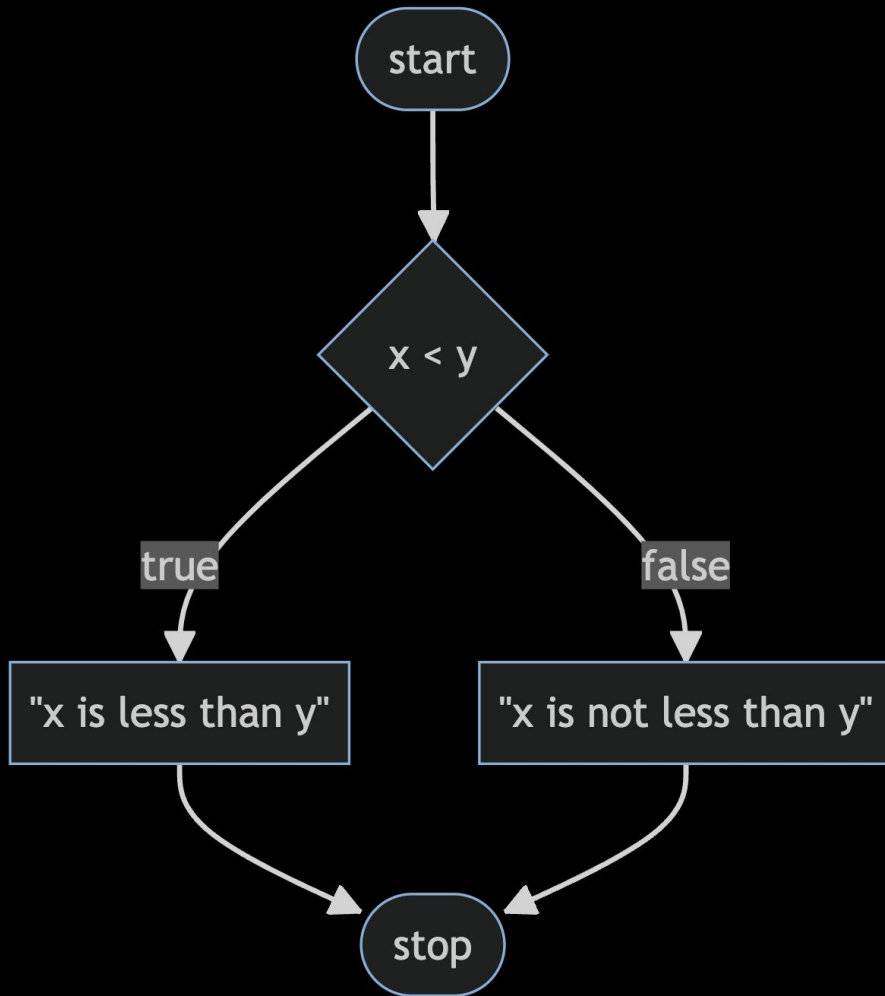 start
x < y
true
false
"x is less than y"
"x is not less than y"
stop